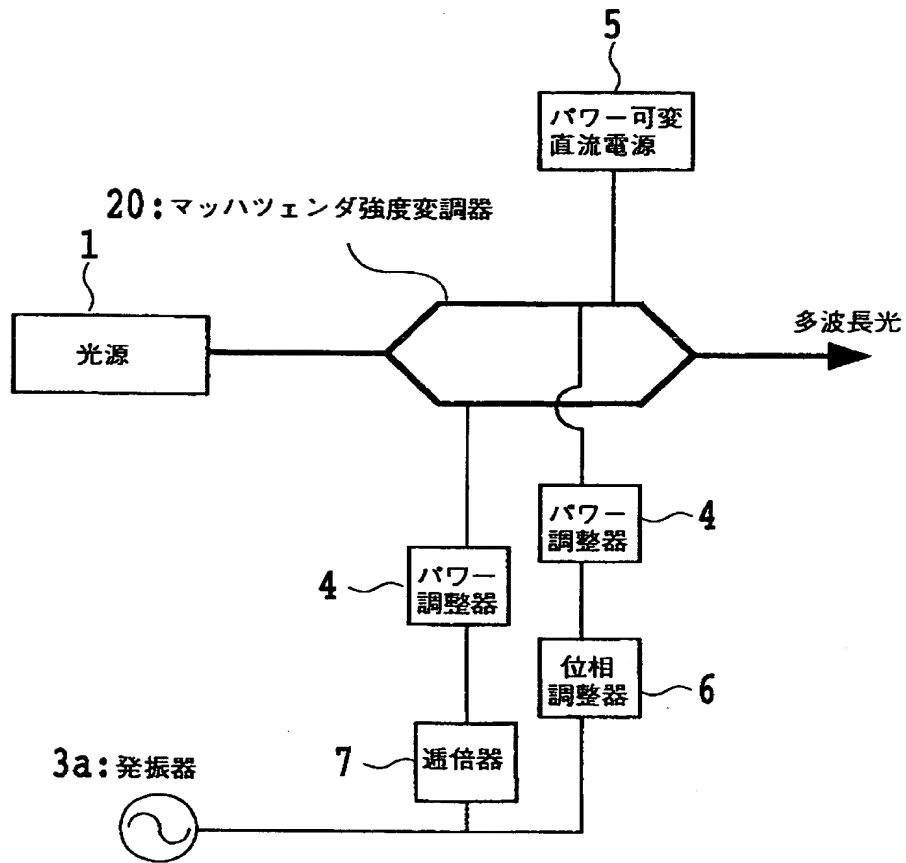 5
パワー可変
直流電源
20:マッハツェンダ強度変調器
1
光源
多波長光
パワー
調整器
4
4
パワー
調整器
位相
調整器
6
7
逓倍器
3a:発振器